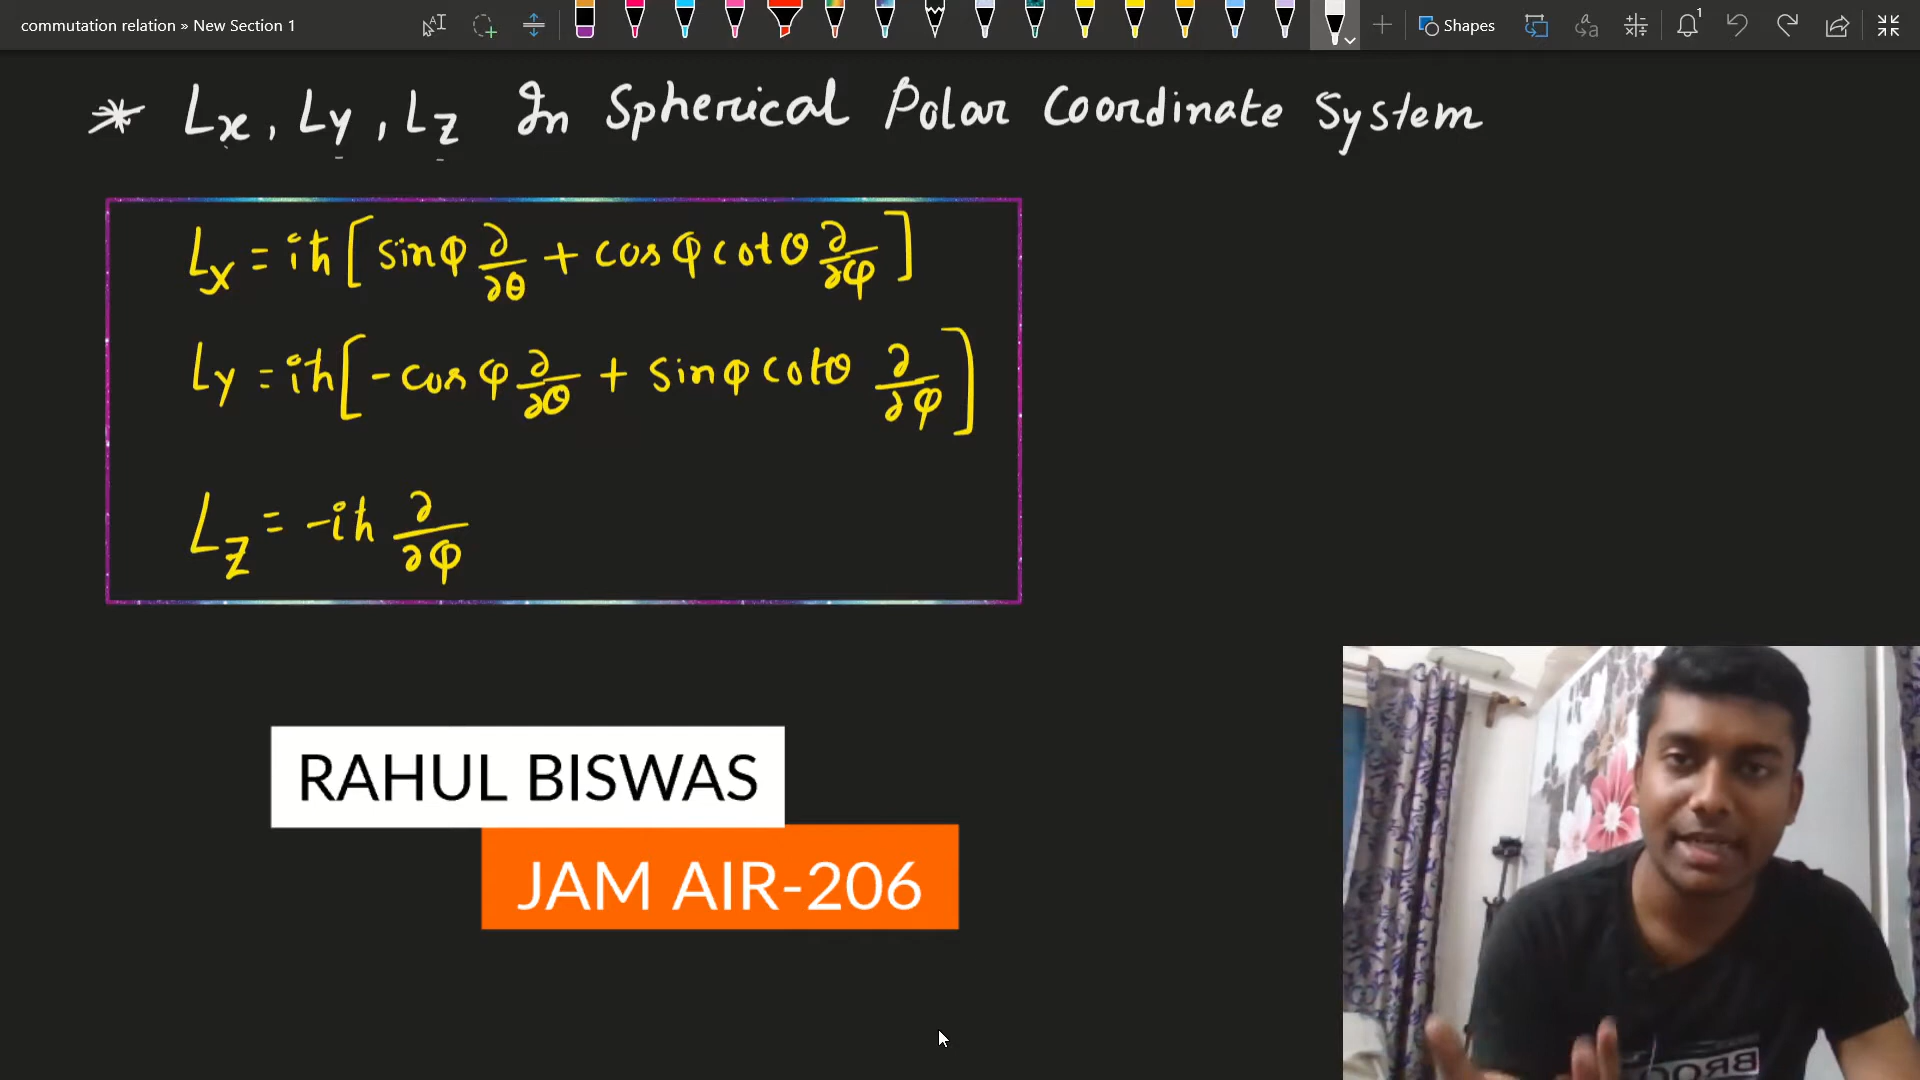 commutation relation » New Section 1
Shapes
1
* Lx, Ly, Lz In Spherical Polar Coordinate System
Lx = iħ [ sinφ ∂/∂θ + cosφ cotθ ∂/∂φ ]
Ly = iħ [ -cosφ ∂/∂θ + sinφ cotθ ∂/∂φ ]
Lz = -iħ ∂/∂φ
RAHUL BISWAS
JAM AIR-206